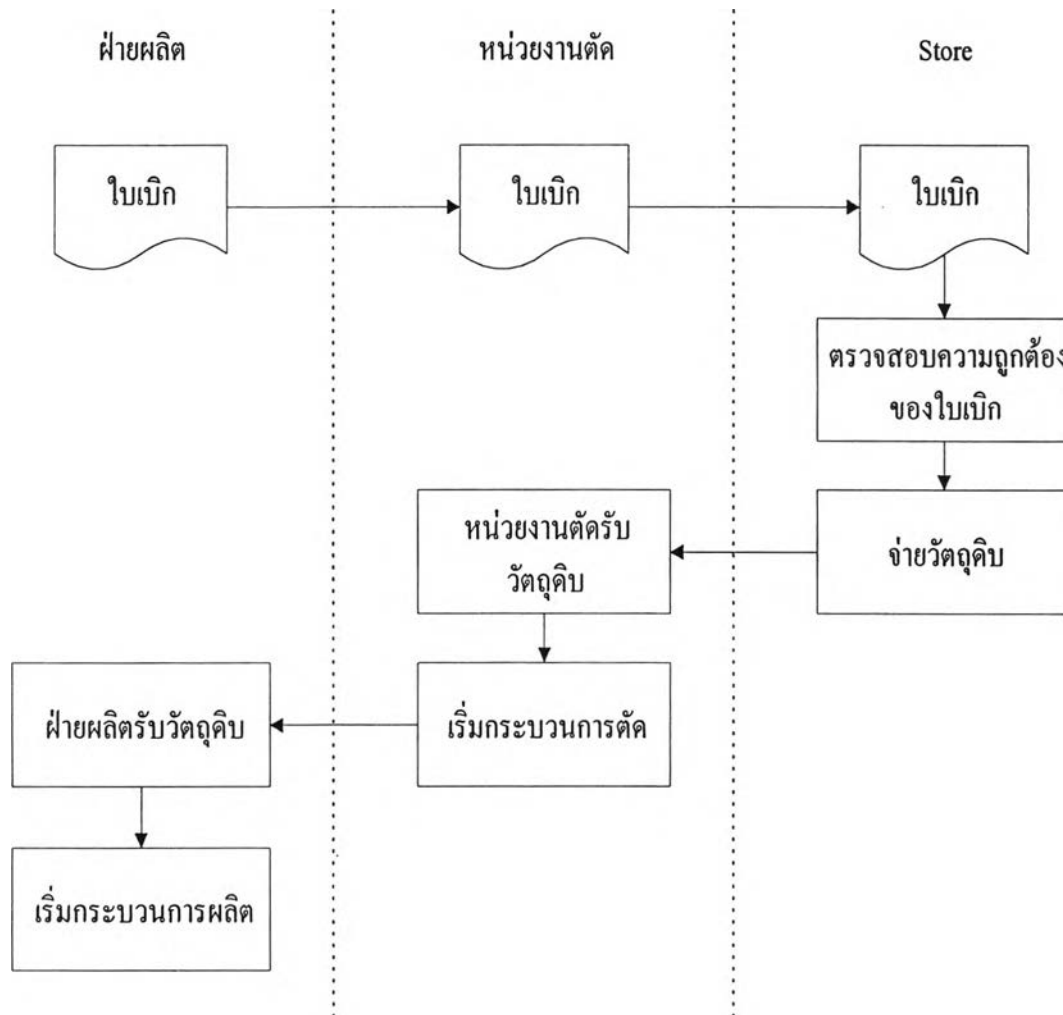 ฝ่ายผลิต
หน่วยงานตัด
Store
ใบเบิก
ใบเบิก
ใบเบิก
ตรวจสอบความถูกต้อง
ของใบเบิก
หน่วยงานตัดรับ
วัตถุดิบ
จ่ายวัตถุดิบ
ฝ่ายผลิตรับวัตถุดิบ
เริ่มกระบวนการตัด
เริ่มกระบวนการผลิต